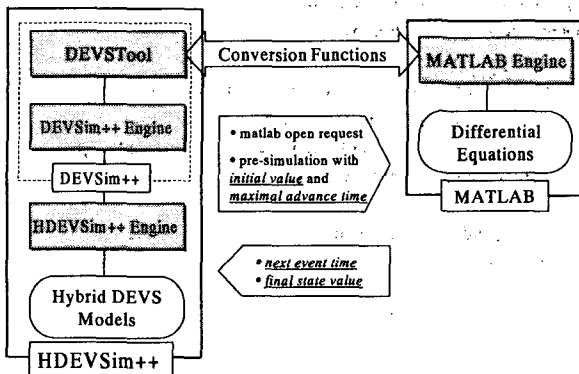 DEVSTool
Conversion Functions
MATLAB Engine
DEVSim++ Engine
• matlab open request
• pre-simulation with
initial value and
maximal advance time
Differential
Equations
DEVSim++
MATLAB
HDEVSim++ Engine
• next event time
• final state value
Hybrid DEVS
Models
HDEVSim++